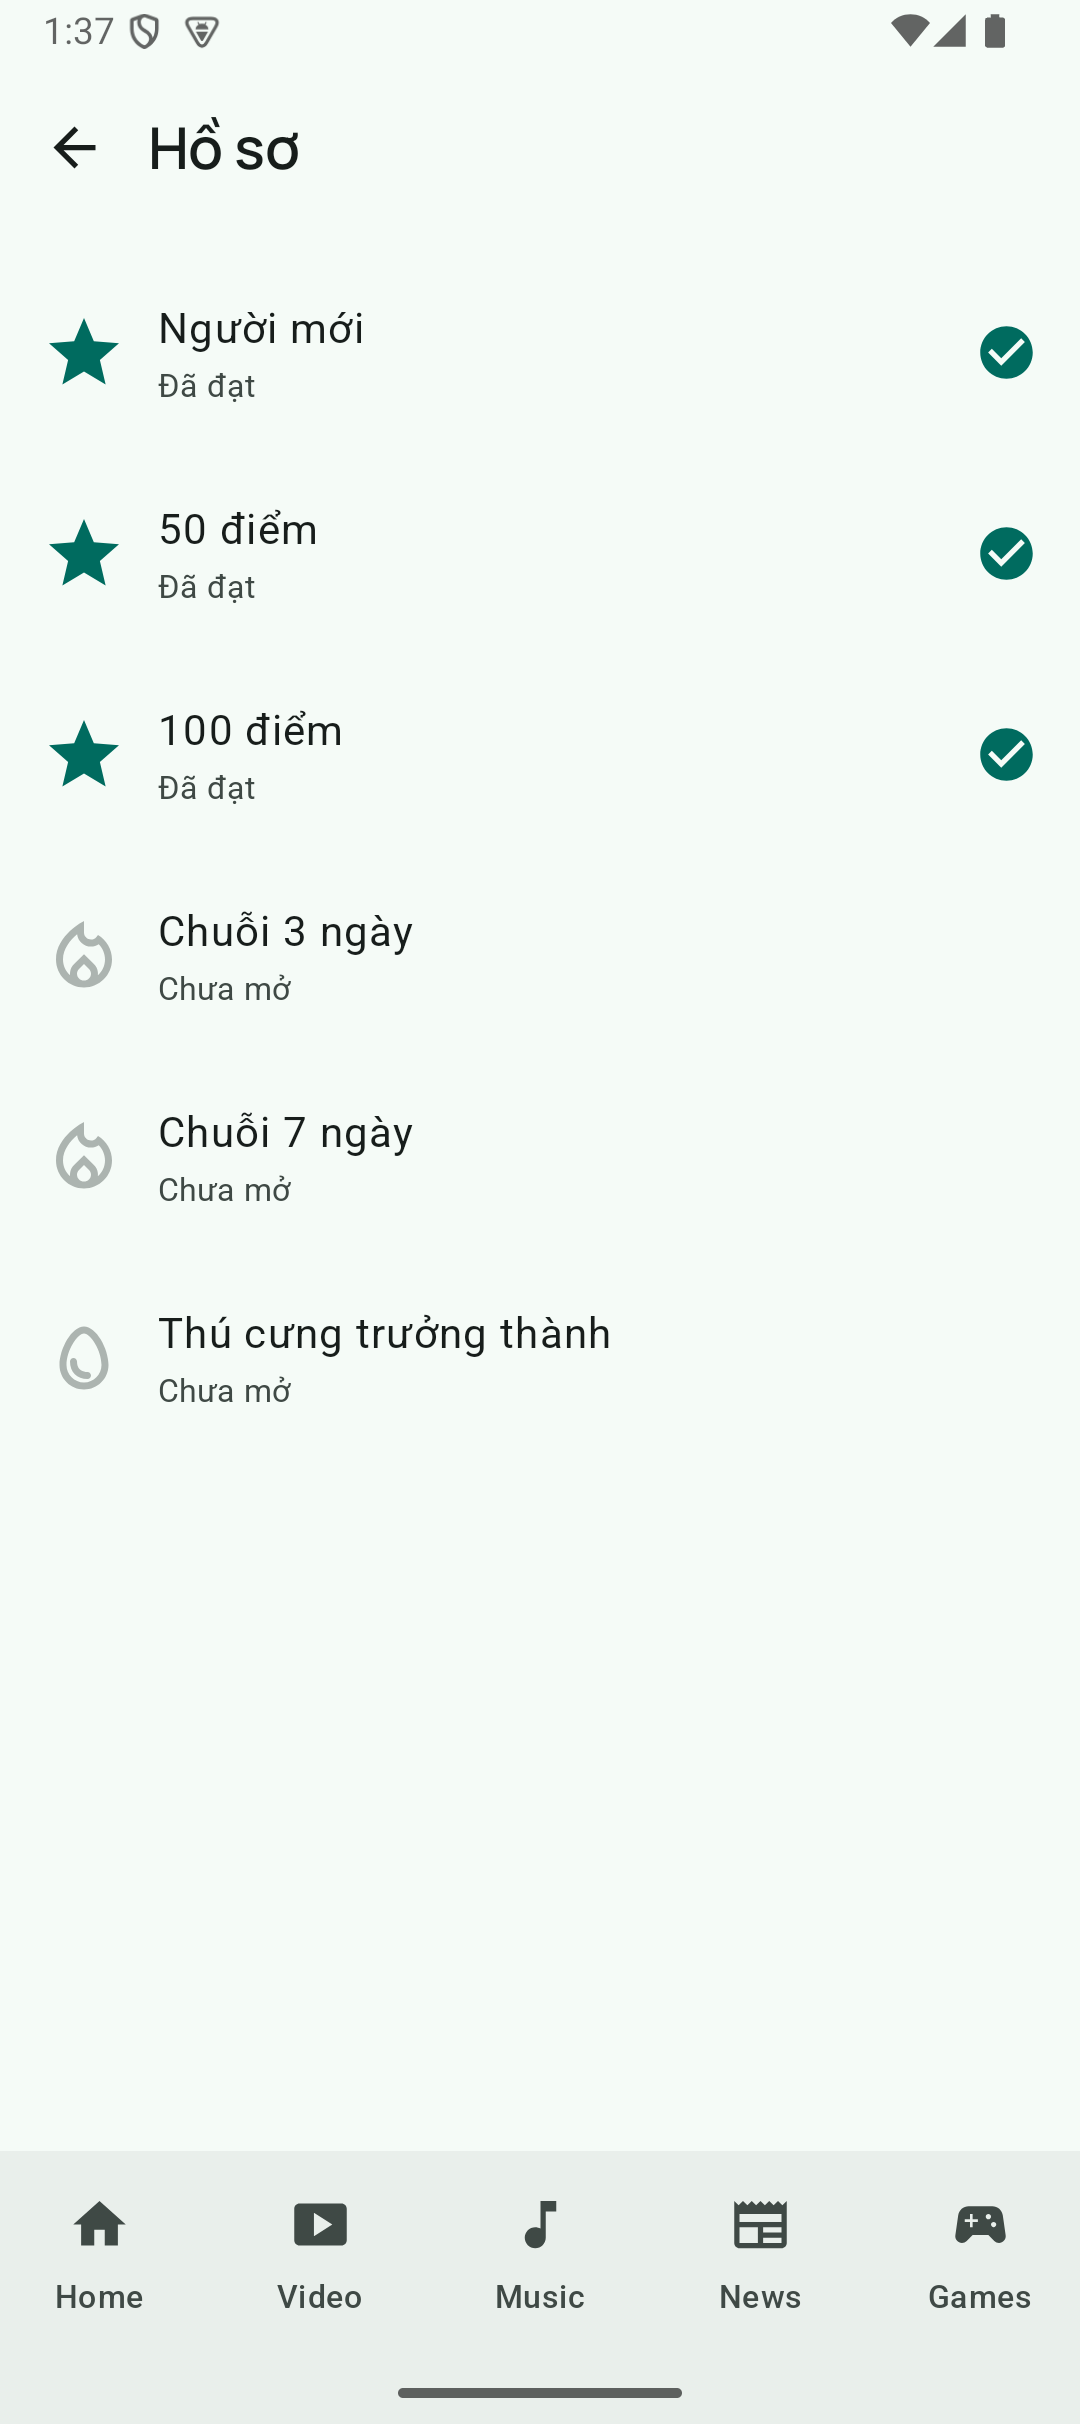 1:37
Hồ sơ
Người mới
Đã đạt
50 điểm
Đã đạt
100 điểm
Đã đạt
Chuỗi 3 ngày
Chưa mở
Chuỗi 7 ngày
Chưa mở
Thú cưng trưởng thành
Chưa mở
Home Video Music News Games